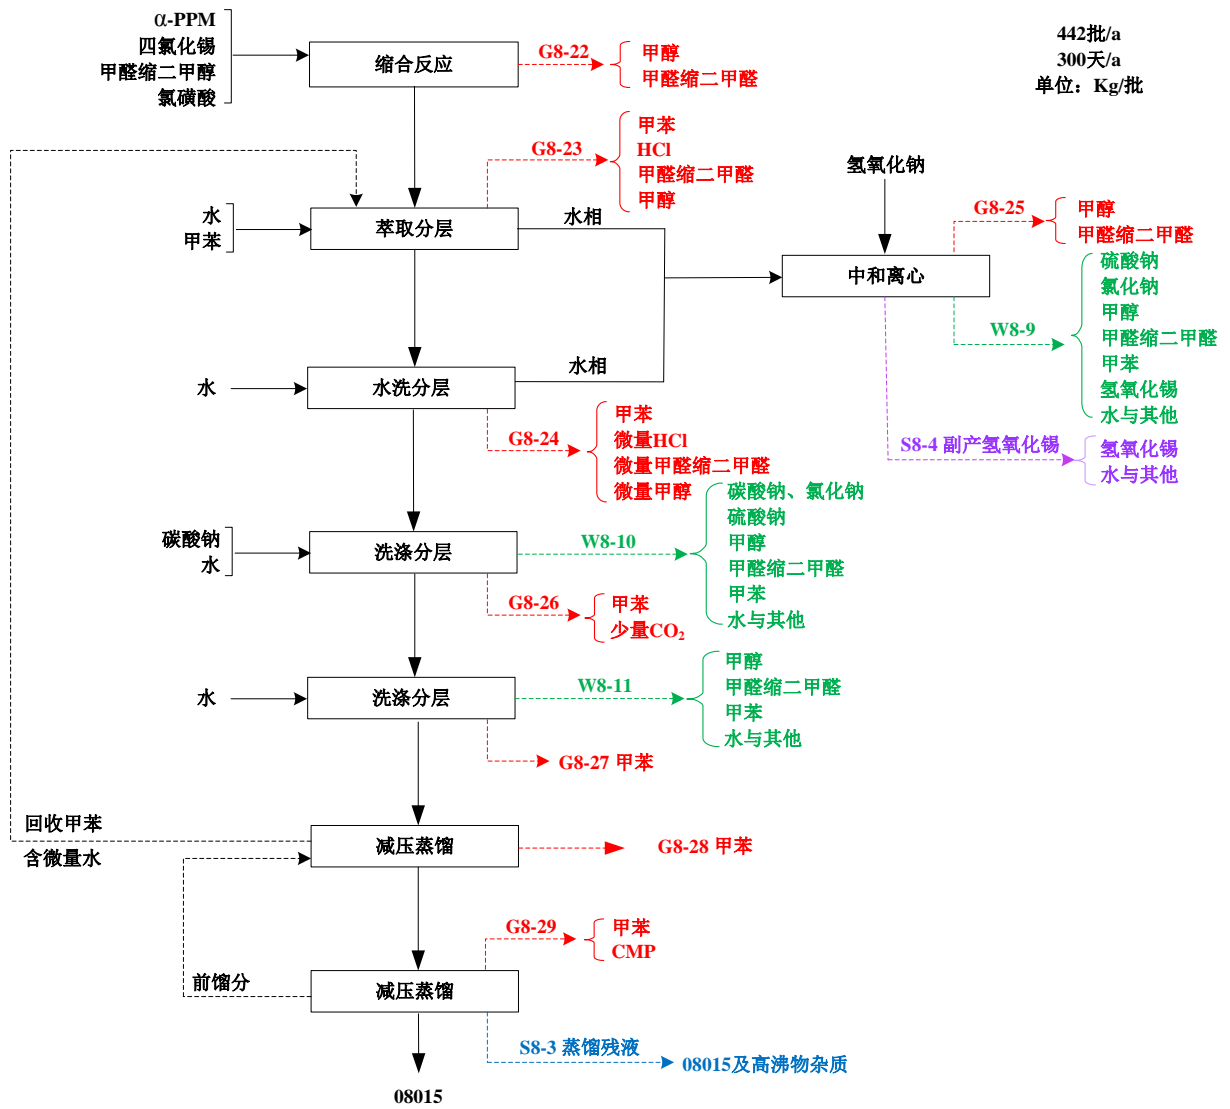 α-PPM
四氯化锡
甲醛缩二甲醇
氯磺酸
缩合反应
G8-22
甲醇
甲醛缩二甲醛
442批/a
300天/a
单位：Kg/批
G8-23
甲苯
HCl
甲醛缩二甲醛
甲醇
氢氧化钠
水
甲苯
萃取分层
水相
G8-25
甲醇
甲醛缩二甲醛
中和离心
W8-9
硫酸钠
氯化钠
甲醇
甲醛缩二甲醛
甲苯
氢氧化锡
水与其他
水
水洗分层
水相
G8-24
甲苯
微量HCl
微量甲醛缩二甲醛
微量甲醇
S8-4 副产氢氧化锡
氢氧化锡
水与其他
碳酸钠
水
洗涤分层
W8-10
碳酸钠、氯化钠
硫酸钠
甲醇
甲醛缩二甲醛
甲苯
水与其他
G8-26
甲苯
少量CO₂
水
洗涤分层
W8-11
甲醇
甲醛缩二甲醛
甲苯
水与其他
G8-27 甲苯
回收甲苯
含微量水
减压蒸馏
G8-28 甲苯
G8-29
甲苯
CMP
前馏分
减压蒸馏
S8-3 蒸馏残液
08015及高沸物杂质
08015